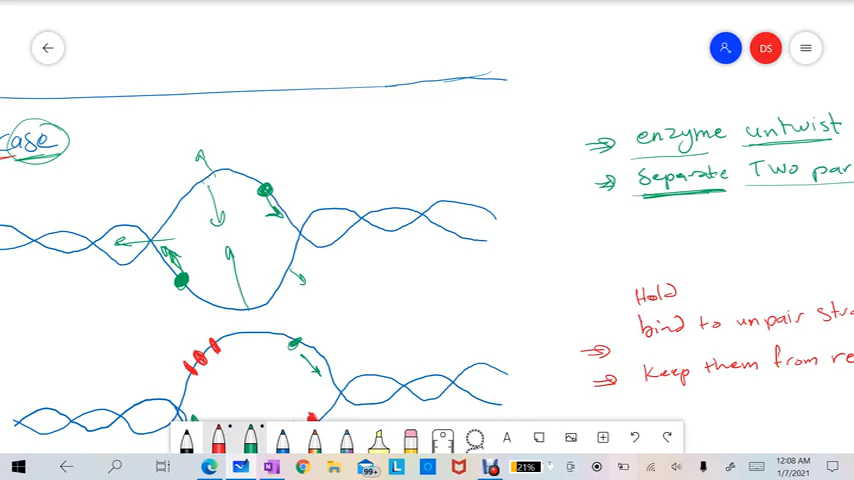 DS
case
enzyme untwist
separate Two par
Hold
bind to unpair str
Keep them from re
A
99+
L
21%
12:08 AM
1/7/2021